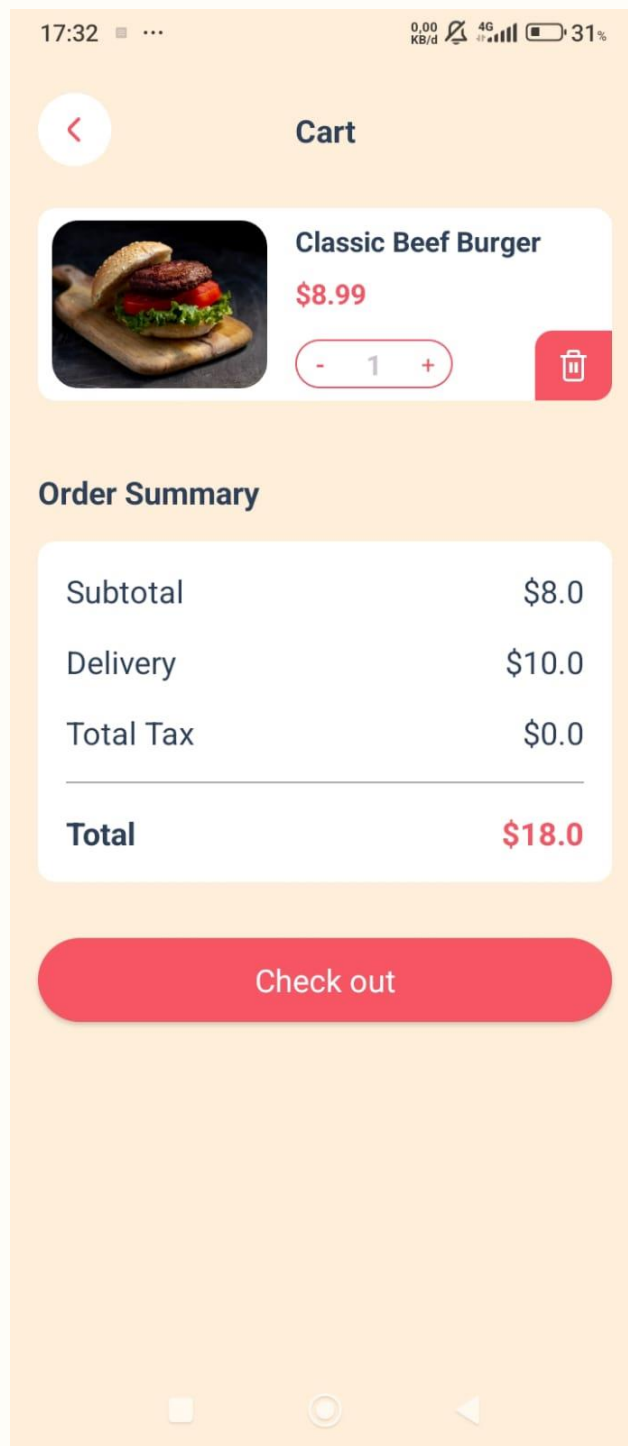 17:32 ... 0,00 KB/d 4G 31%
Cart
Classic Beef Burger
$8.99
- 1 +
Order Summary
Subtotal $8.0
Delivery $10.0
Total Tax $0.0
Total $18.0
Check out